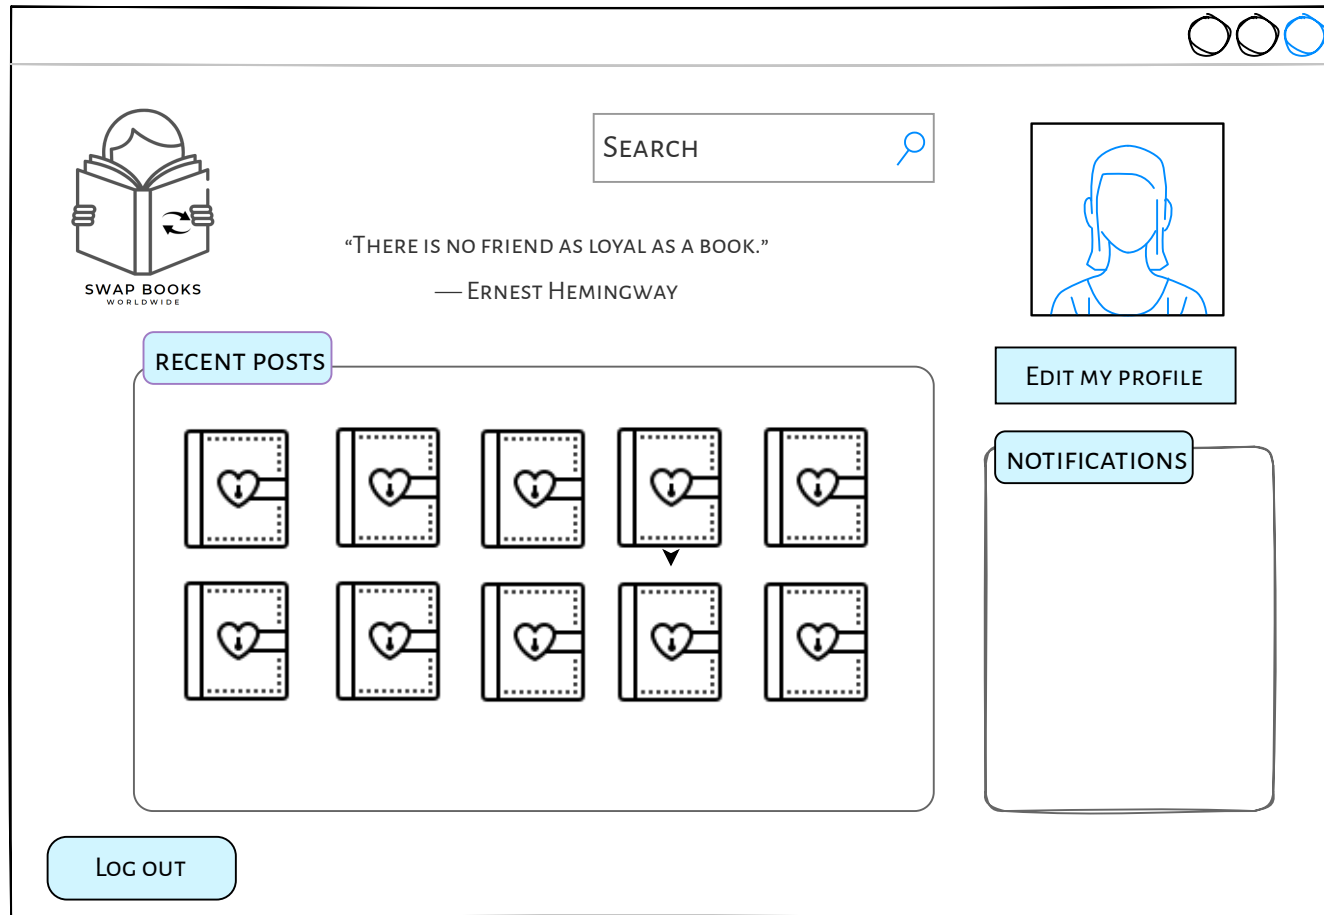 SEARCH
SWAP BOOKS
WORLDWIDE
“THERE IS NO FRIEND AS LOYAL AS A BOOK.”
— ERNEST HEMINGWAY
RECENT POSTS
EDIT MY PROFILE
NOTIFICATIONS
LOG OUT